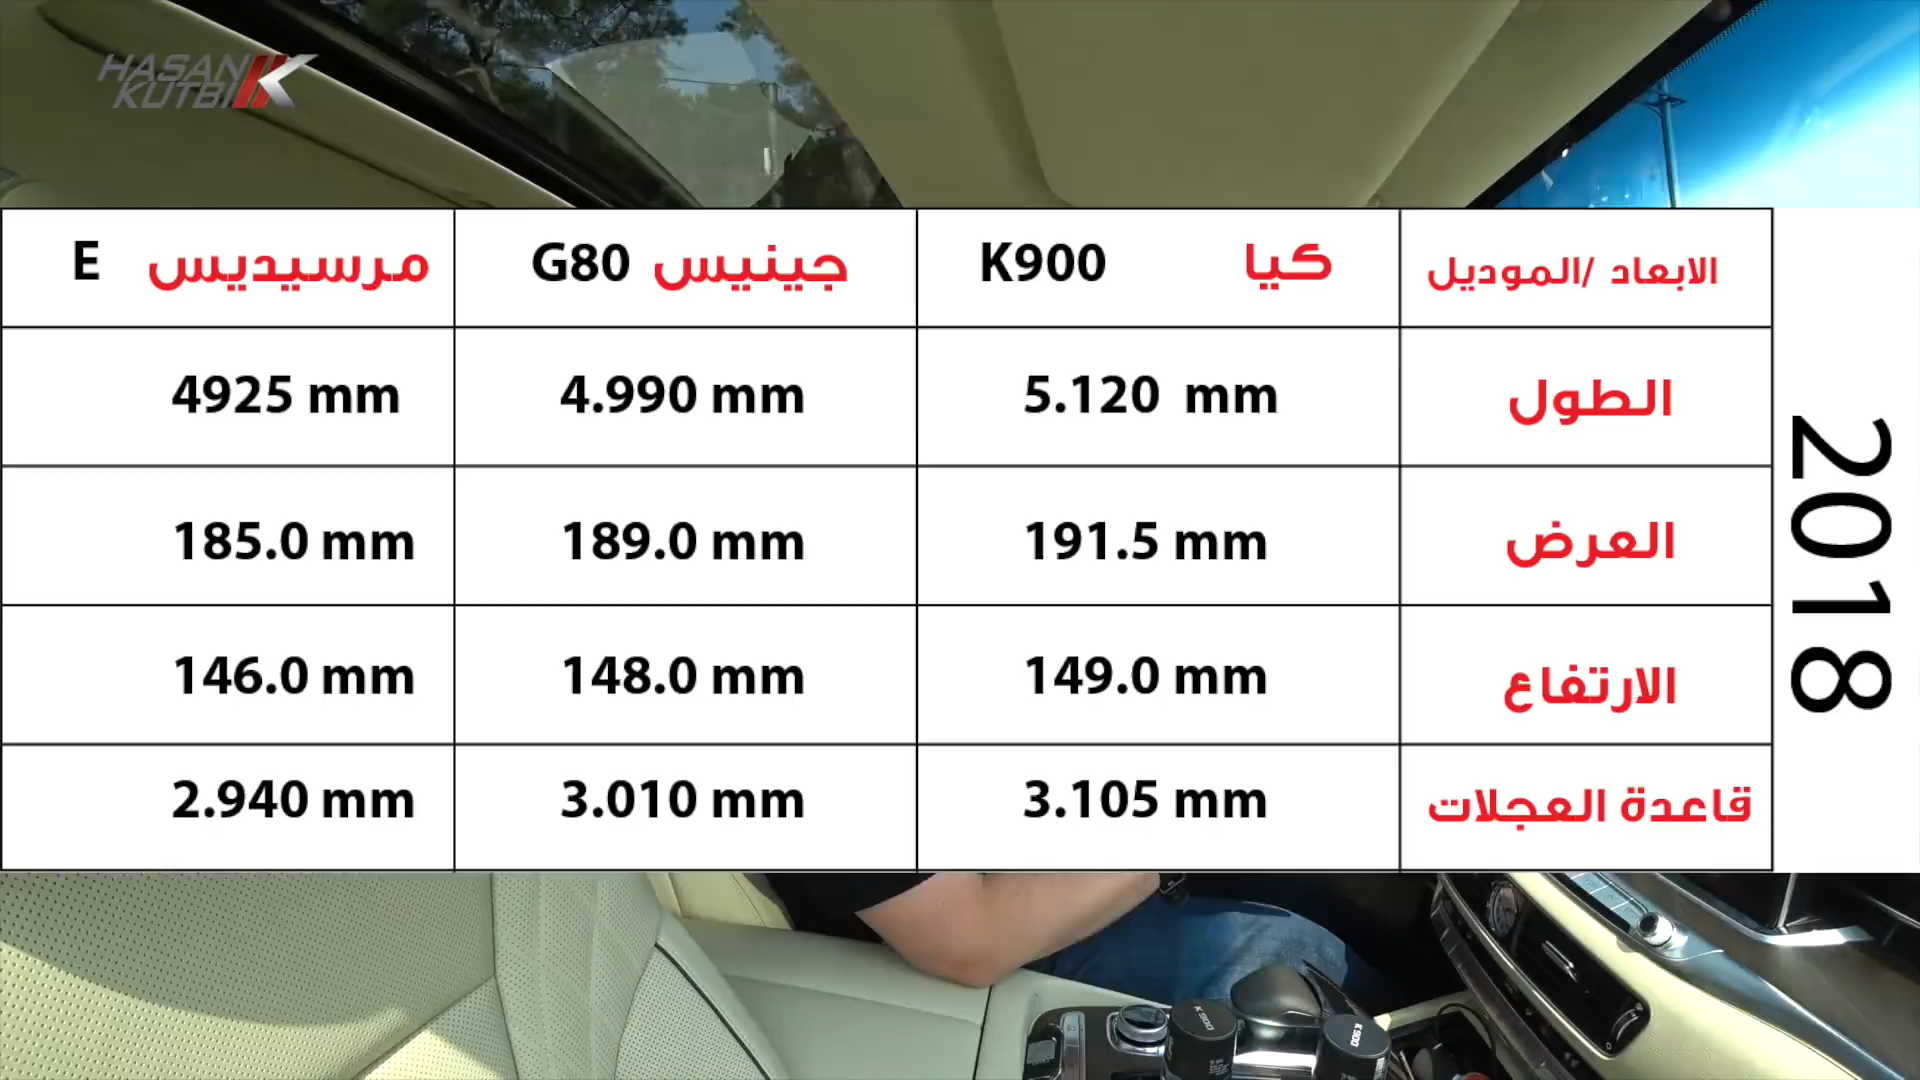 HASAN
KUTBI
الابعاد /الموديل كيا K900 جينيس G80 مرسيديس E
الطول 5.120 mm 4.990 mm 4925 mm
العرض 191.5 mm 189.0 mm 185.0 mm
الارتفاع 149.0 mm 148.0 mm 146.0 mm
قاعدة العجلات 3.105 mm 3.010 mm 2.940 mm
2018
K 900
K 900